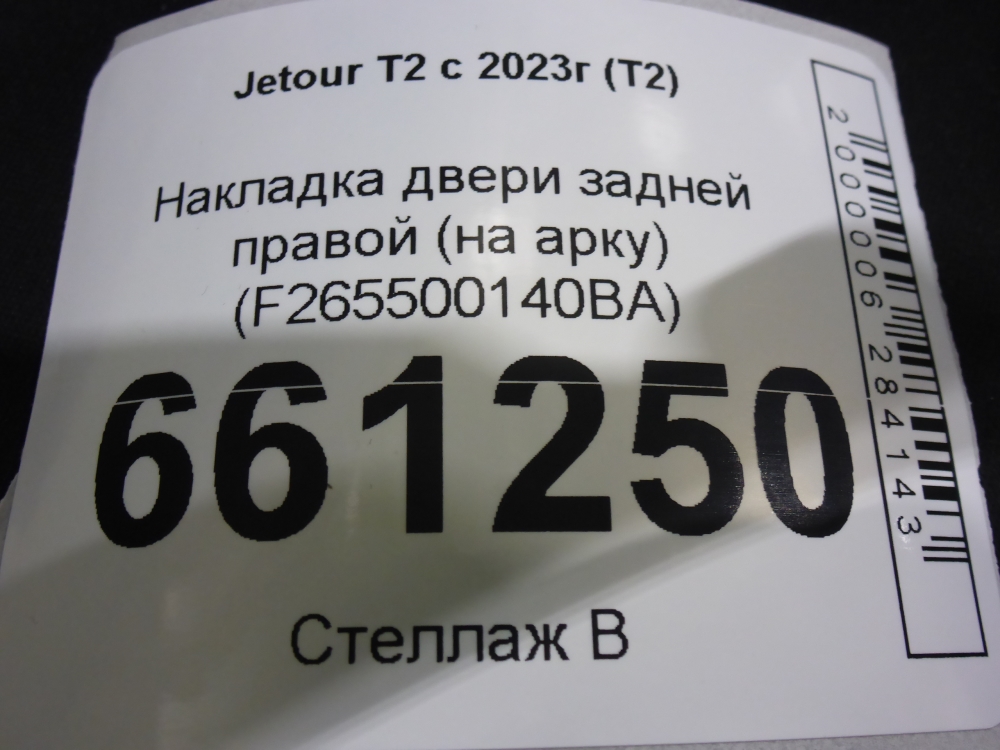 Jetour T2 с 2023г (T2)
Накладка двери задней
правой (на арку)
(F265500140BA)
661250
Стеллаж В
2000006284143